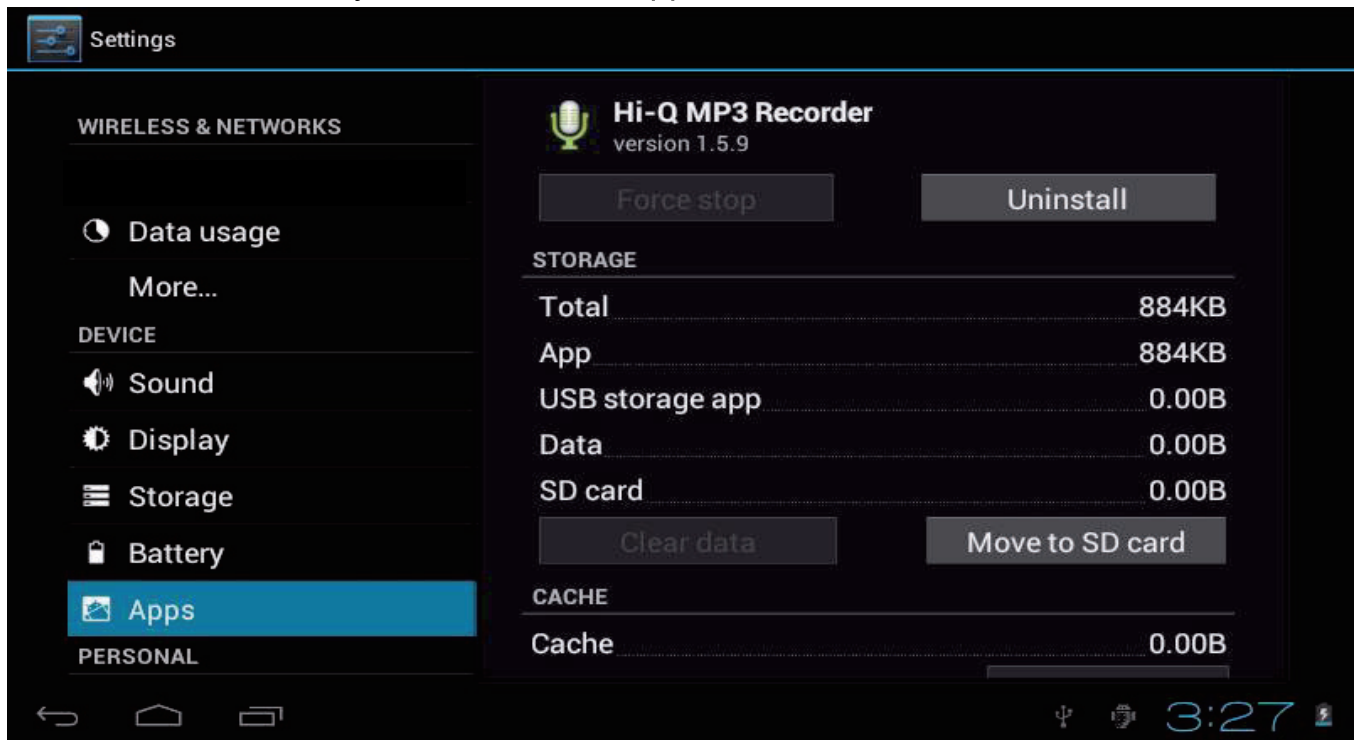 Settings
WIRELESS & NETWORKS
Data usage
More...
DEVICE
Sound
Display
Storage
Battery
Apps
PERSONAL
Hi-Q MP3 Recorder
version 1.5.9
Force stop
Uninstall
STORAGE
Total 884KB
App 884KB
USB storage app 0.00B
Data 0.00B
SD card 0.00B
Clear data
Move to SD card
CACHE
Cache 0.00B
3:27